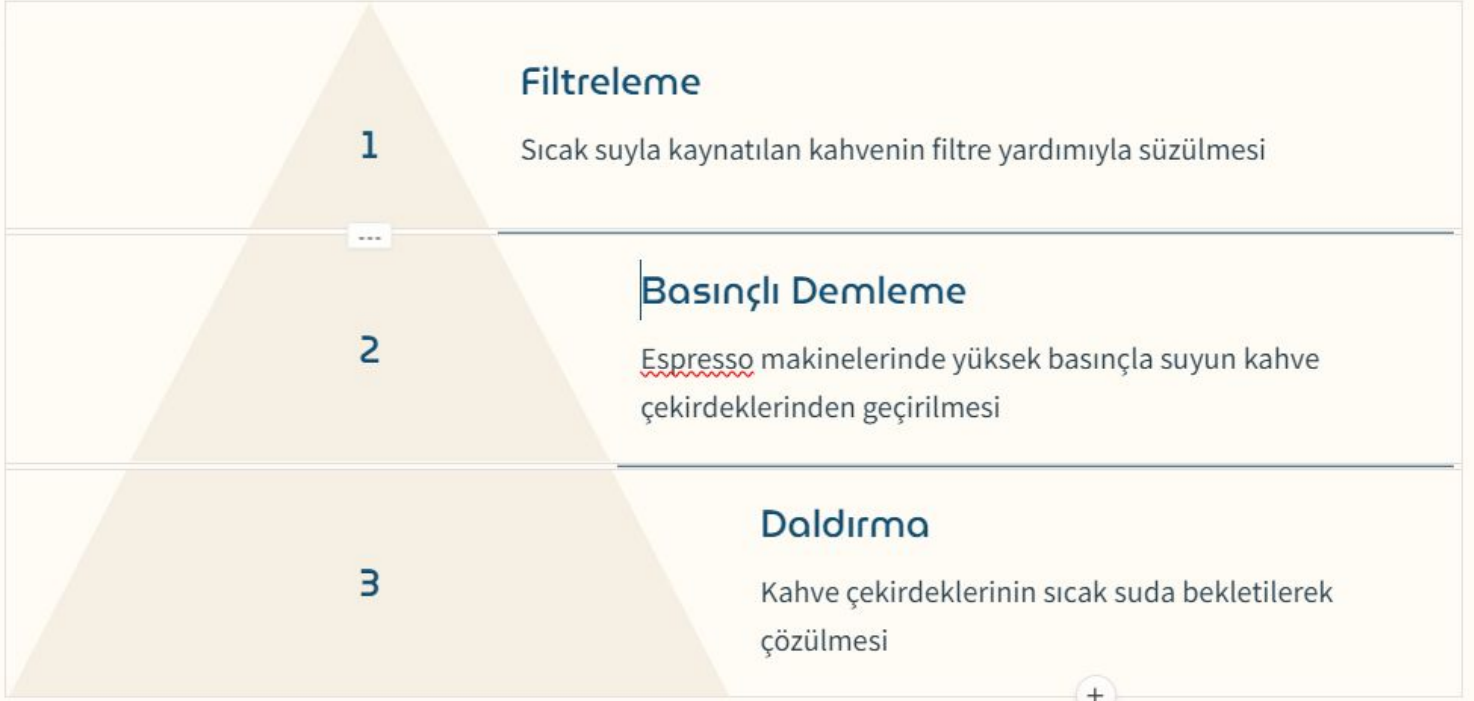 1
Filtreleme
Sıcak suyla kaynatılan kahvenin filtre yardımıyla süzülmesi
---
2
Basınçlı Demleme
Espresso makinelerinde yüksek basınçla suyun kahve
çekirdeklerinden geçirilmesi
3
Daldırma
Kahve çekirdeklerinin sıcak suda bekletilerek
çözülmesi
+